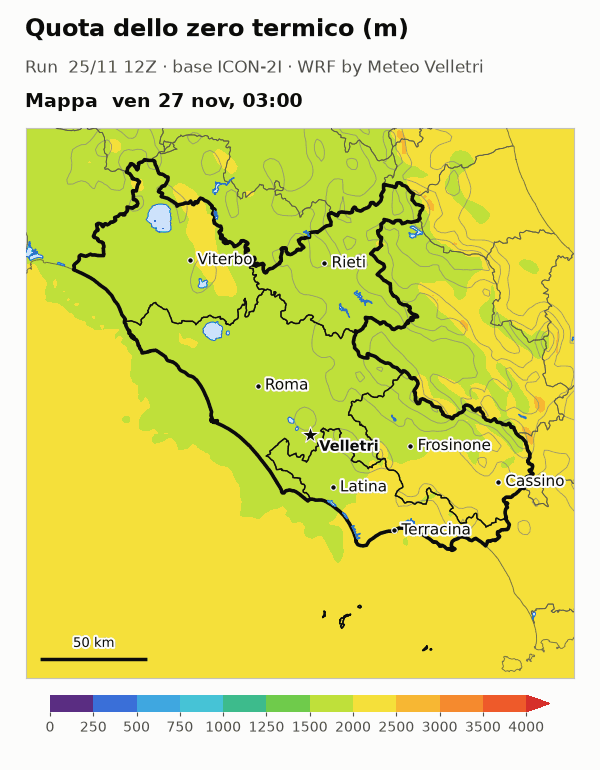 Quota dello zero termico (m)
Run  25/11 12Z · base ICON-2I · WRF by Meteo Velletri
Mappa  ven 27 nov, 03:00
Viterbo
Rieti
Roma
Velletri
Frosinone
Latina
Cassino
Terracina
50 km
0 250 500 750 1000 1250 1500 2000 2500 3000 3500 4000